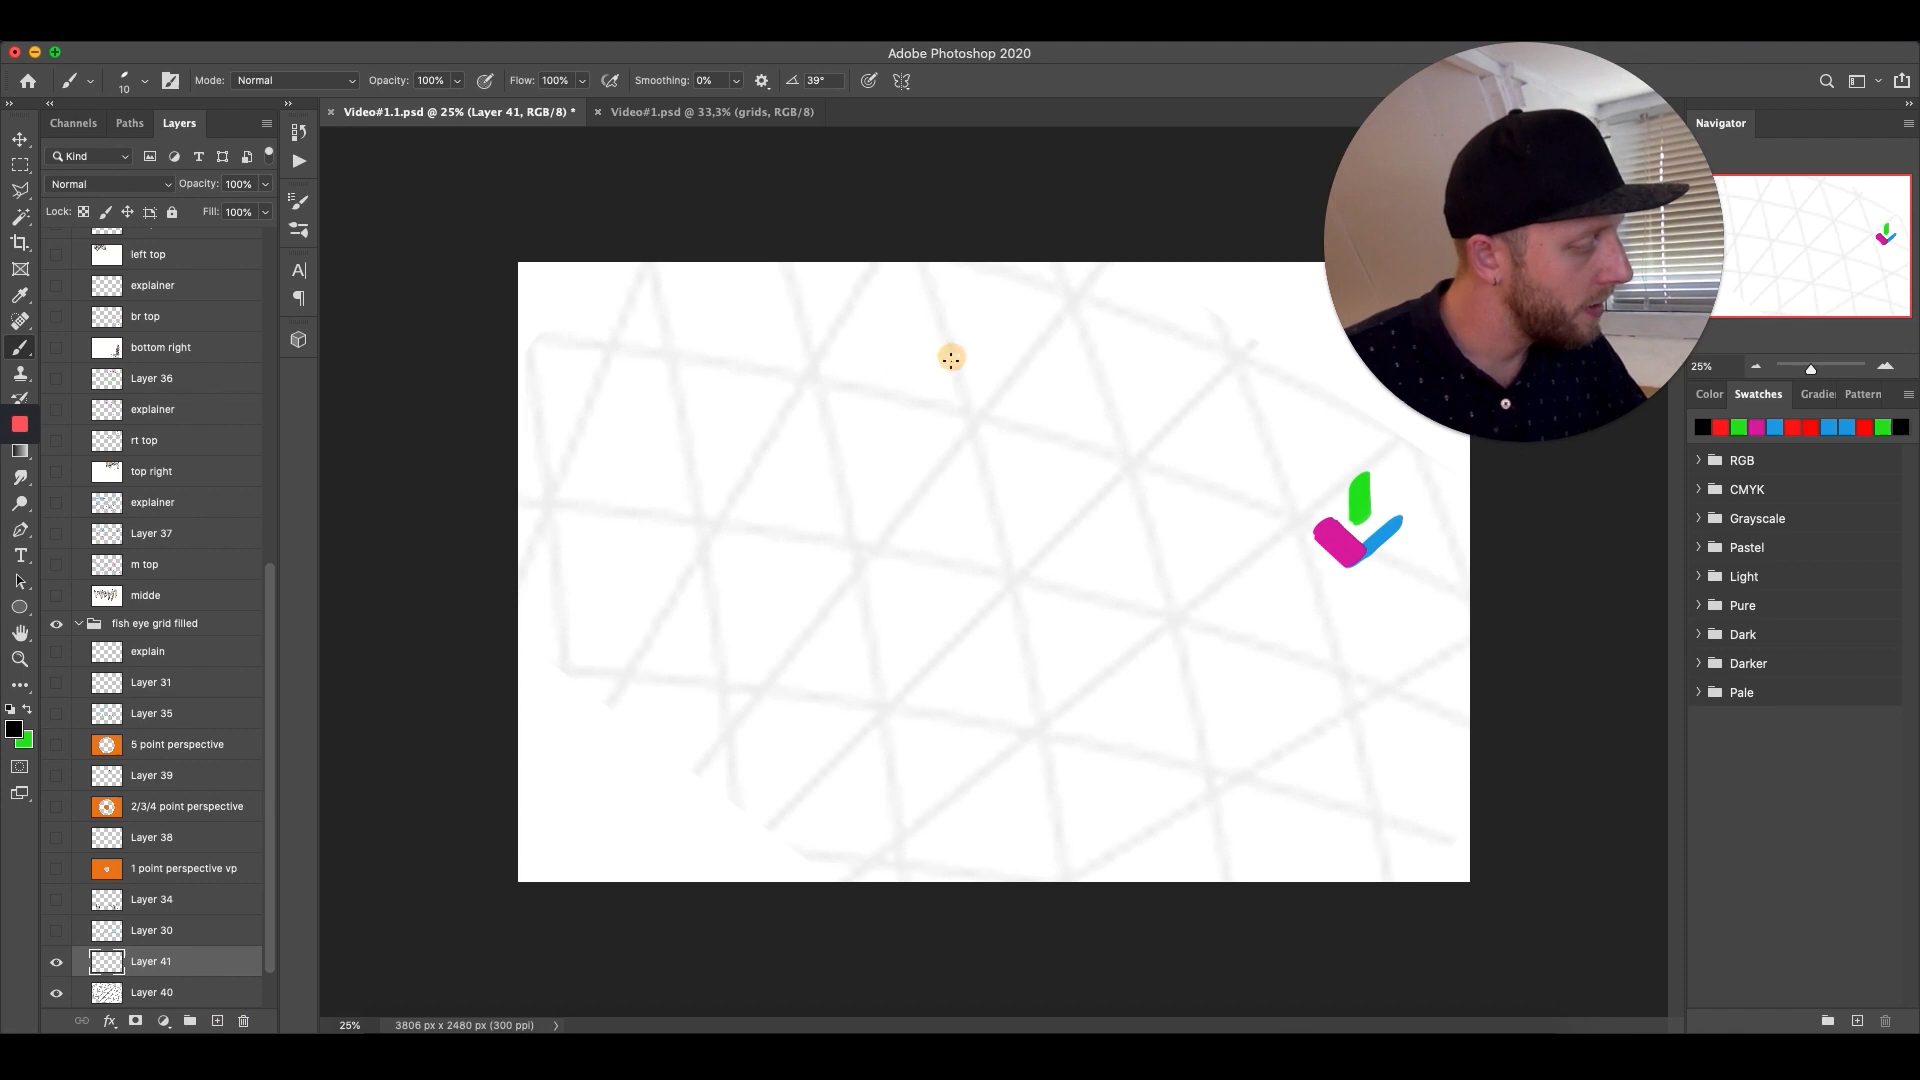 Adobe Photoshop 2020
10
Mode: Normal
Opacity: 100%
Flow: 100%
Smoothing: 0%
39°
Video#1.1.psd @ 25% (Layer 41, RGB/8) *
Video#1.psd @ 33,3% (grids, RGB/8)
Channels
Paths
Layers
Kind
Normal
Opacity: 100%
Lock:
Fill: 100%
left top
explainer
br top
bottom right
Layer 36
explainer
rt top
top right
explainer
Layer 37
m top
midde
fish eye grid filled
explain
Layer 31
Layer 35
5 point perspective
Layer 39
2/3/4 point perspective
Layer 38
1 point perspective vp
Layer 34
Layer 30
Layer 41
Layer 40
fx
25%
3806 px x 2480 px (300 ppi)
Navigator
25%
Color
Swatches
Gradie
Pattern
RGB
CMYK
Grayscale
Pastel
Light
Pure
Dark
Darker
Pale